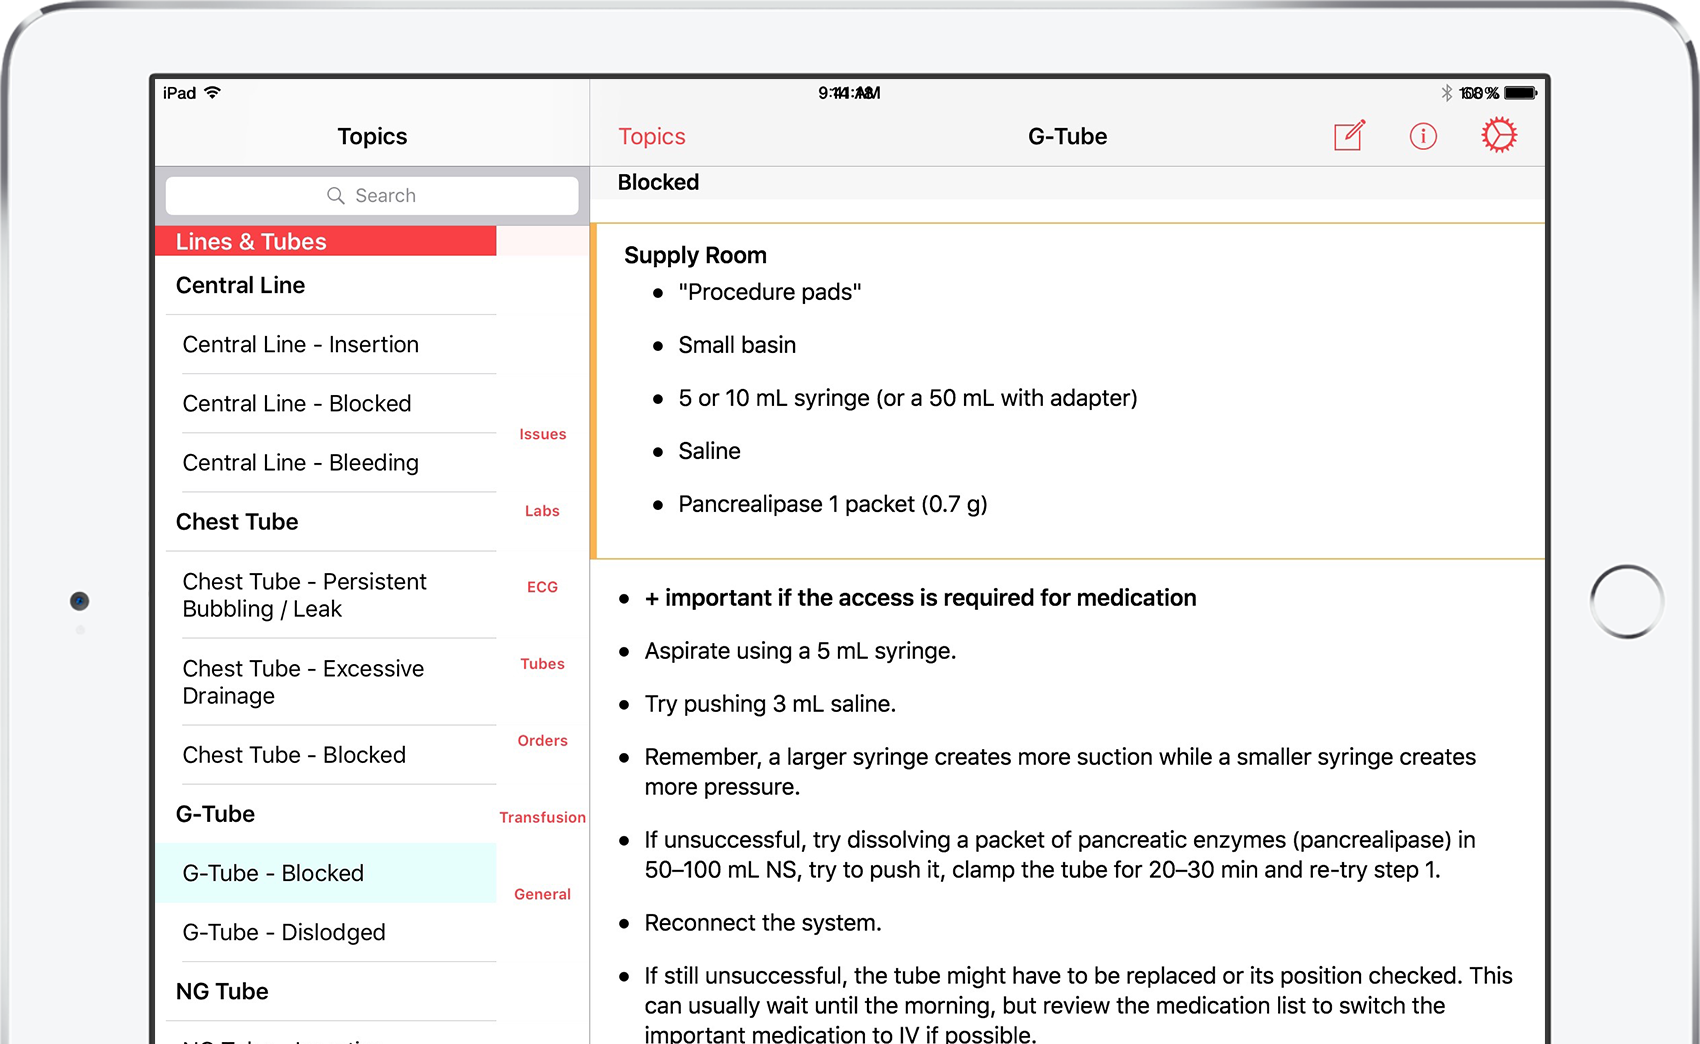 iPad
Topics
Search
Lines & Tubes
Central Line
Central Line - Insertion
Central Line - Blocked
Central Line - Bleeding
Chest Tube
Chest Tube - Persistent
Bubbling / Leak
Chest Tube - Excessive
Drainage
Chest Tube - Blocked
G-Tube
G-Tube - Blocked
G-Tube - Dislodged
NG Tube
Issues
Labs
ECG
Tubes
Orders
Transfusion
General
Topics
G-Tube
Blocked
Supply Room
• "Procedure pads"
• Small basin
• 5 or 10 mL syringe (or a 50 mL with adapter)
• Saline
• Pancrealipase 1 packet (0.7 g)
• + important if the access is required for medication
• Aspirate using a 5 mL syringe.
• Try pushing 3 mL saline.
• Remember, a larger syringe creates more suction while a smaller syringe creates
more pressure.
• If unsuccessful, try dissolving a packet of pancreatic enzymes (pancrealipase) in
50–100 mL NS, try to push it, clamp the tube for 20–30 min and re-try step 1.
• Reconnect the system.
• If still unsuccessful, the tube might have to be replaced or its position checked. This
can usually wait until the morning, but review the medication list to switch the
important medication to IV if possible.